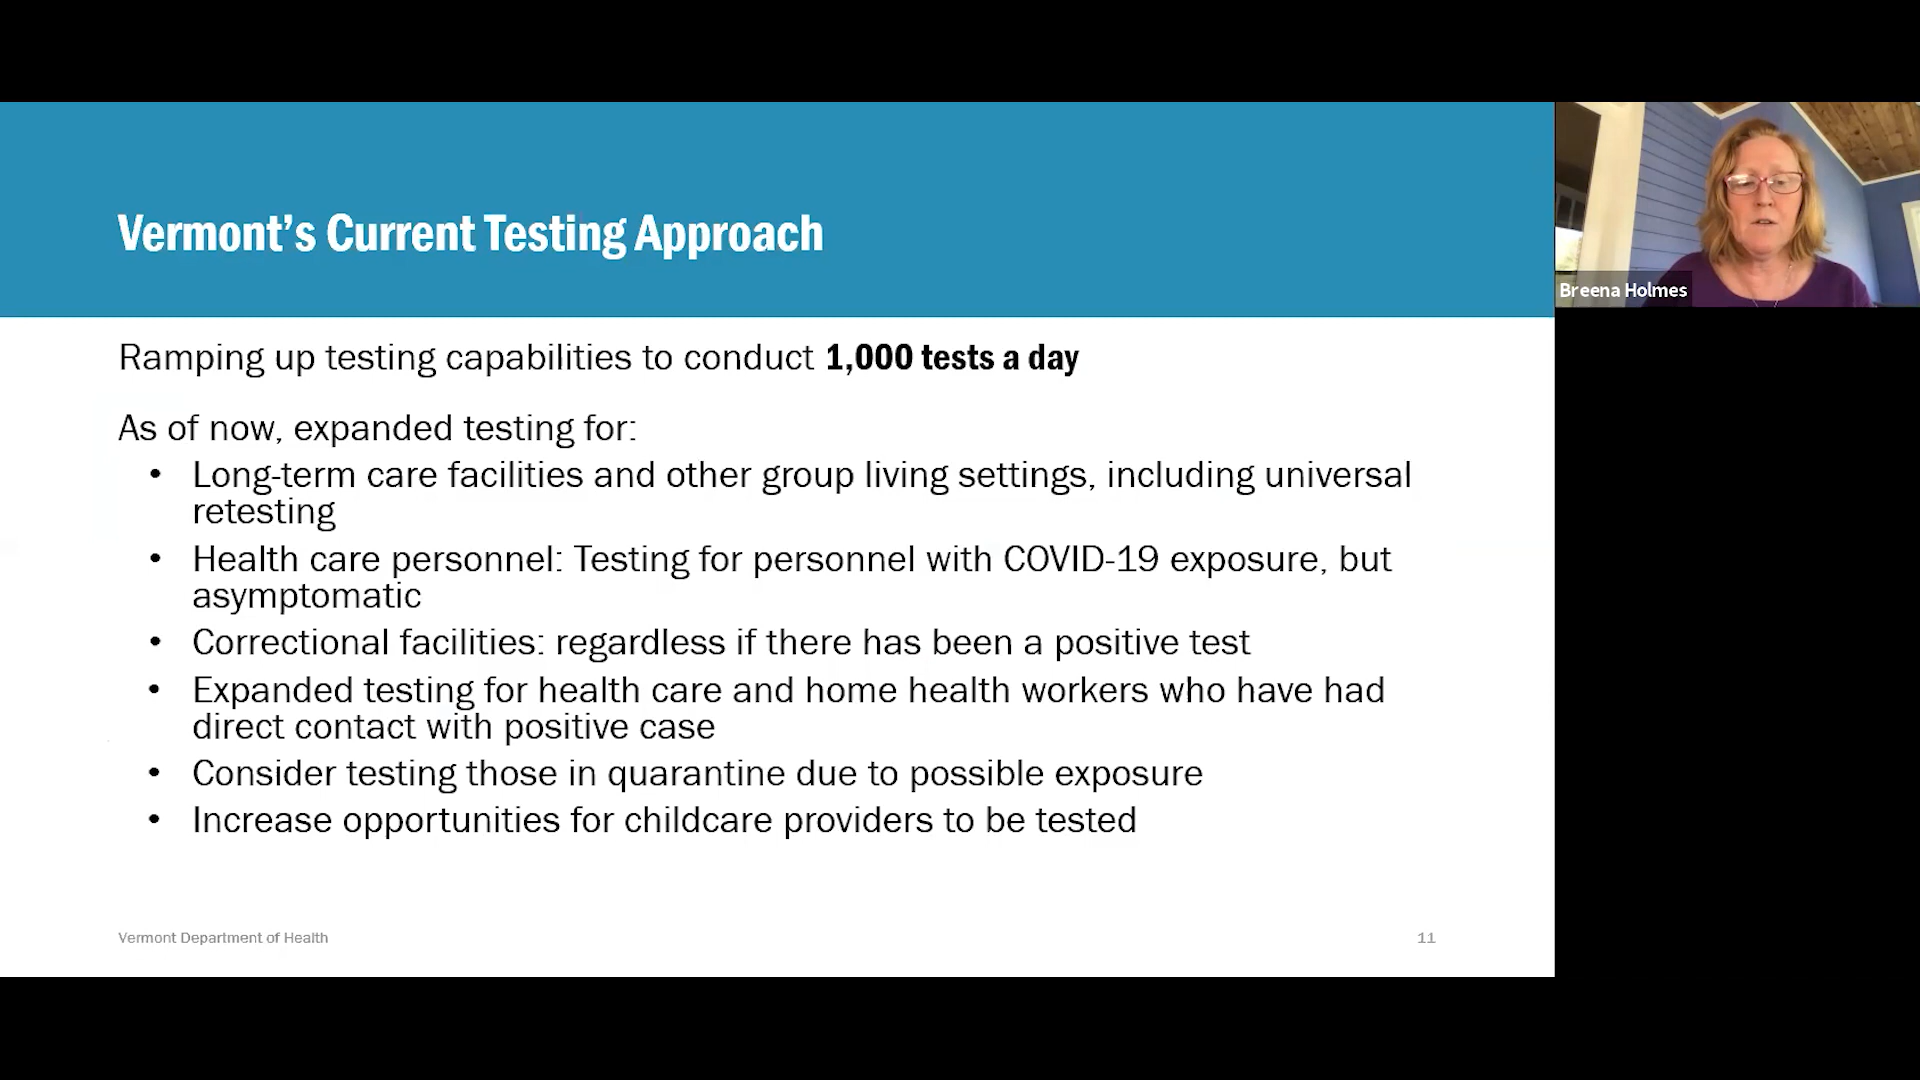 Vermont's Current Testing Approach
Breena Holmes
Ramping up testing capabilities to conduct 1,000 tests a day
As of now, expanded testing for:
• Long-term care facilities and other group living settings, including universal
retesting
• Health care personnel: Testing for personnel with COVID-19 exposure, but
asymptomatic
• Correctional facilities: regardless if there has been a positive test
• Expanded testing for health care and home health workers who have had
direct contact with positive case
• Consider testing those in quarantine due to possible exposure
• Increase opportunities for childcare providers to be tested
Vermont Department of Health
11